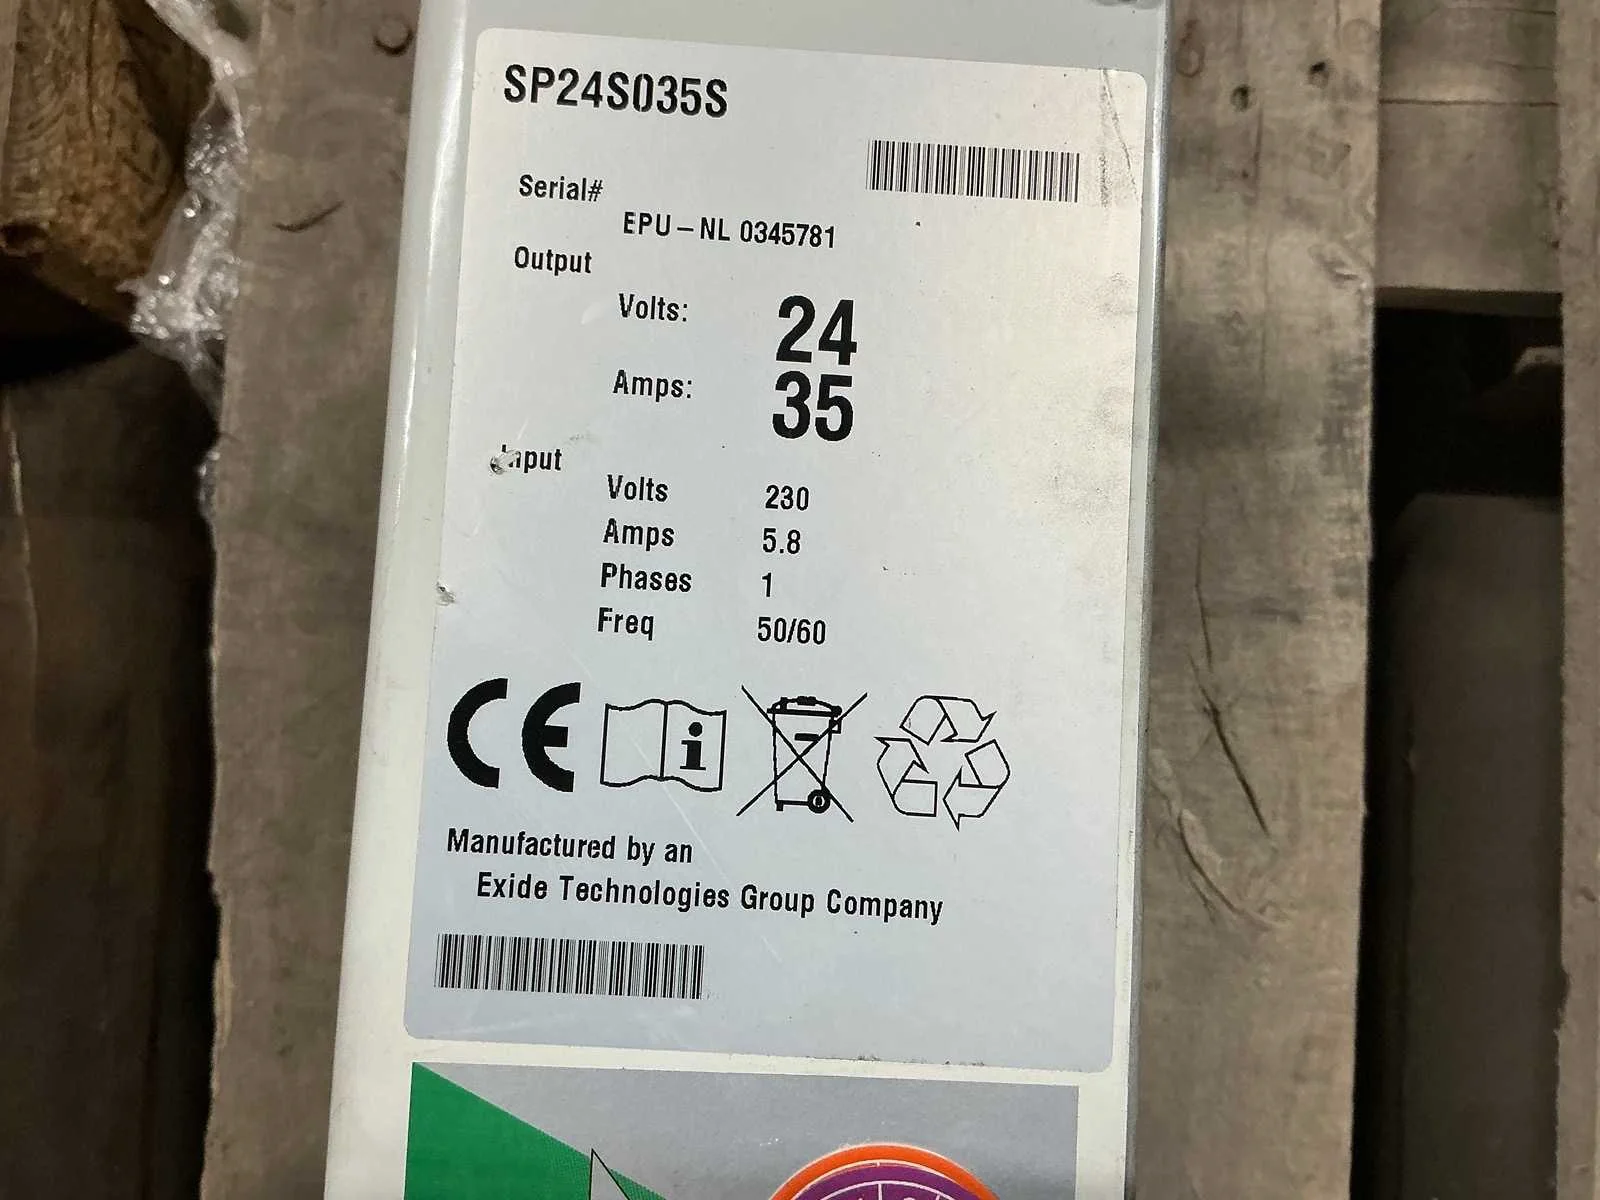 SP24S035S
Serial#
EPU-NL 0345781
Output
Volts: 24
Amps: 35
Input
Volts 230
Amps 5.8
Phases 1
Freq 50/60
CE
Manufactured by an
Exide Technologies Group Company